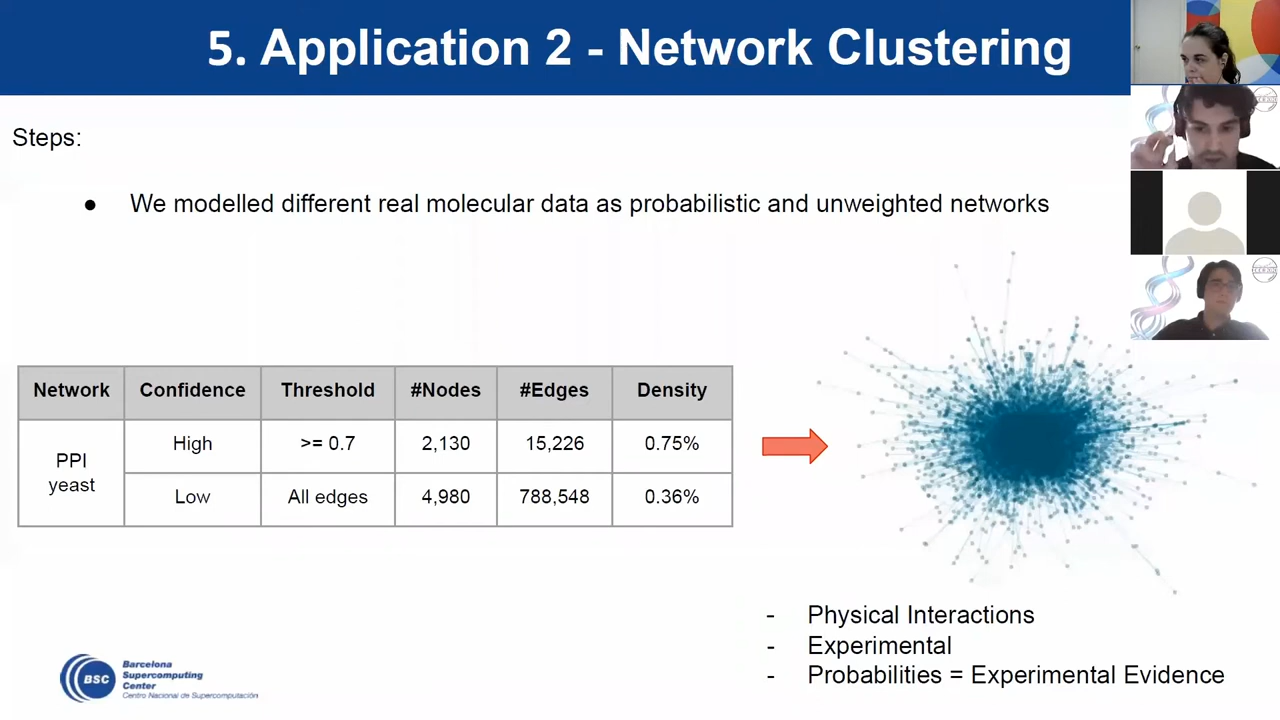 5. Application 2 - Network Clustering
Steps:
● We modelled different real molecular data as probabilistic and unweighted networks
Network Confidence Threshold #Nodes #Edges Density
PPI yeast High >= 0.7 2,130 15,226 0.75%
Low All edges 4,980 788,548 0.36%
- Physical Interactions
- Experimental
- Probabilities = Experimental Evidence
BSC
Barcelona
Supercomputing
Center
Centro Nacional de Supercomputación